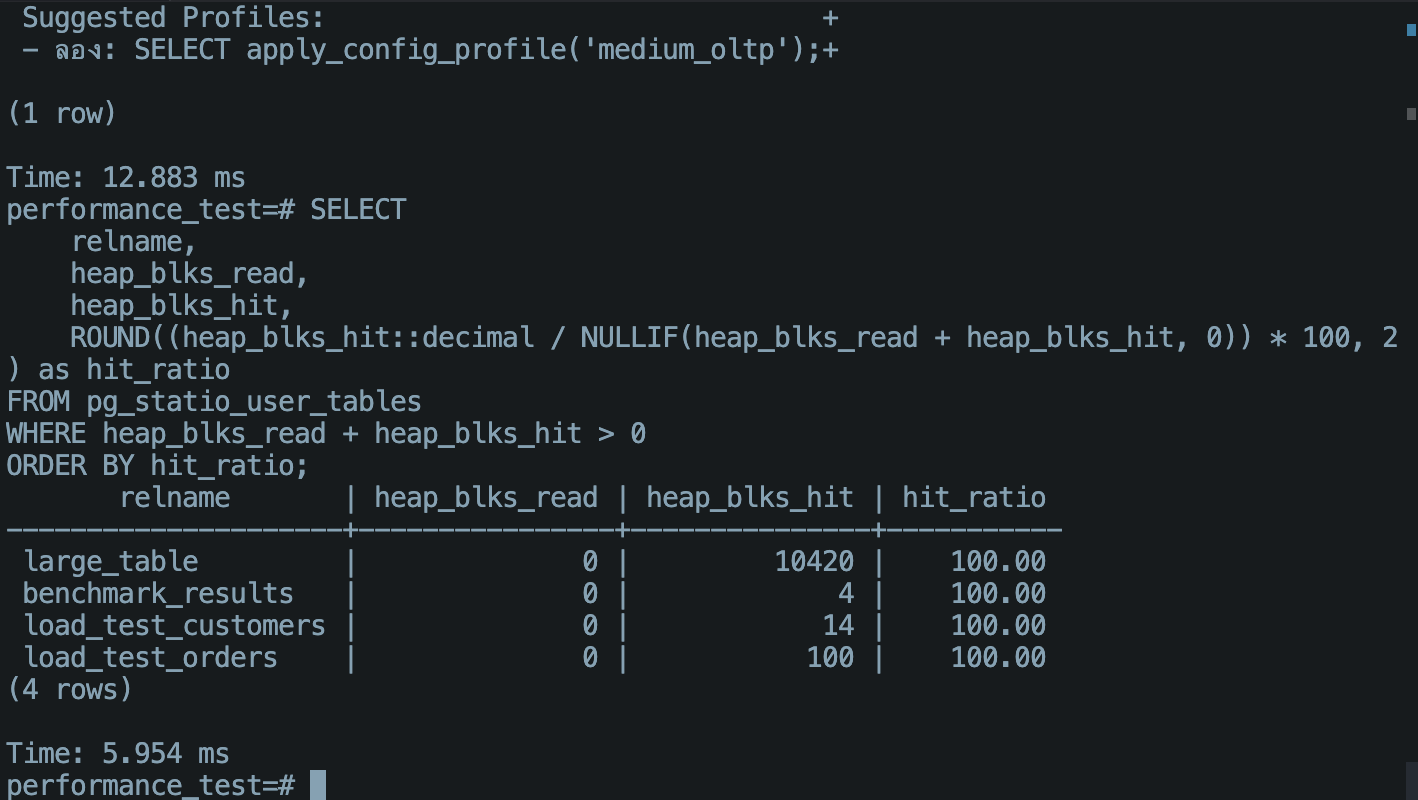 Suggested Profiles:                               +
 - ลอง: SELECT apply_config_profile('medium_oltp');+

(1 row)

Time: 12.883 ms
performance_test=# SELECT
    relname,
    heap_blks_read,
    heap_blks_hit,
    ROUND((heap_blks_hit::decimal / NULLIF(heap_blks_read + heap_blks_hit, 0)) * 100, 2
) as hit_ratio
FROM pg_statio_user_tables
WHERE heap_blks_read + heap_blks_hit > 0
ORDER BY hit_ratio;
       relname       | heap_blks_read | heap_blks_hit | hit_ratio
---------------------+----------------+---------------+-----------
 large_table         |              0 |         10420 |    100.00
 benchmark_results   |              0 |             4 |    100.00
 load_test_customers |              0 |            14 |    100.00
 load_test_orders    |              0 |           100 |    100.00
(4 rows)

Time: 5.954 ms
performance_test=#